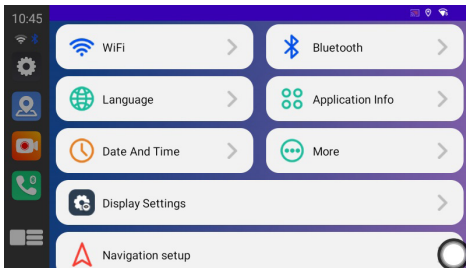 10:45
WiFi
Bluetooth
Language
Application Info
Date And Time
More
Display Settings
Navigation setup